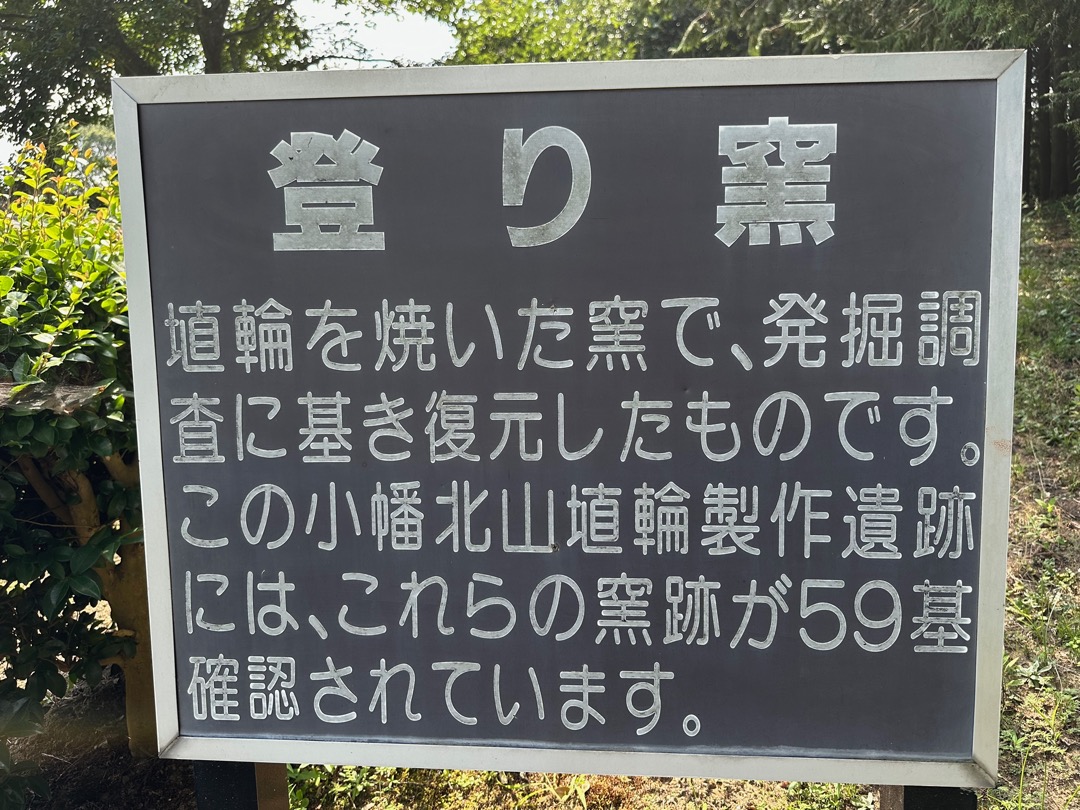 登り窯
埴輪を焼いた窯で、発掘調
査に基き復元したものです。
この小幡北山埴輪製作遺跡
には、これらの窯跡が59基
確認されています。